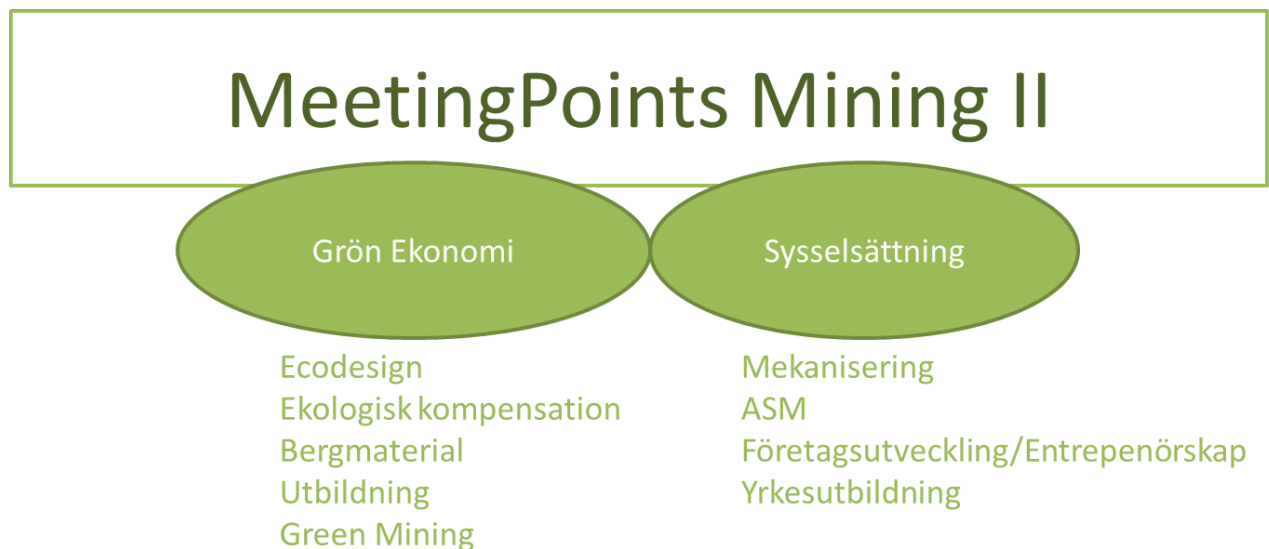 MeetingPoints Mining II
Grön Ekonomi
Ecodesign
Ekologisk kompensation
Bergmaterial
Utbildning
Green Mining
Sysselsättning
Mekanisering
ASM
Företagsutveckling/Entrepenörskap
Yrkesutbildning